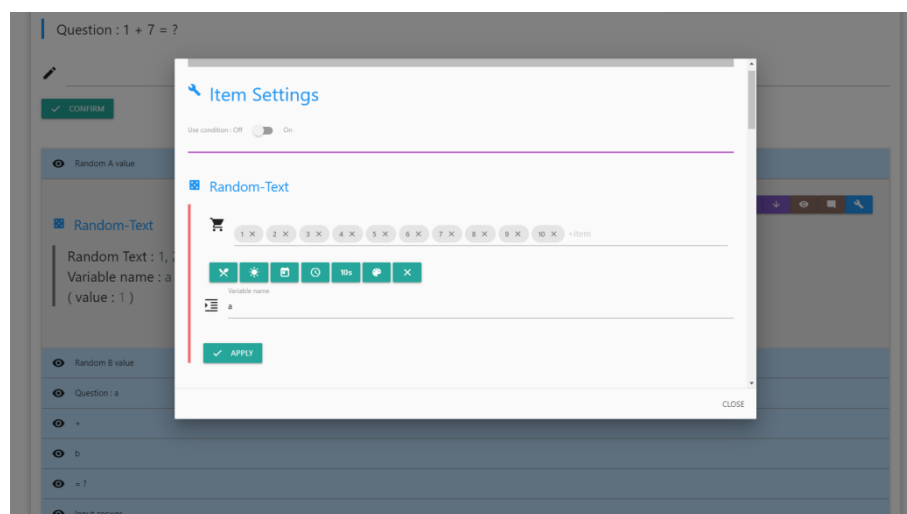 Question : 1 + 7 = ?
CONFIRM
Random A value
Random-Text
Random Text : 1,
Variable name : a
( value : 1 )
Random B value
Question : a
+
b
= ?
Input answer
Item Settings
Use condition : Off On
Random-Text
1 × 2 × 3 × 4 × 5 × 6 × 7 × 8 × 9 × 10 × +item
10s
Variable name
a
APPLY
CLOSE